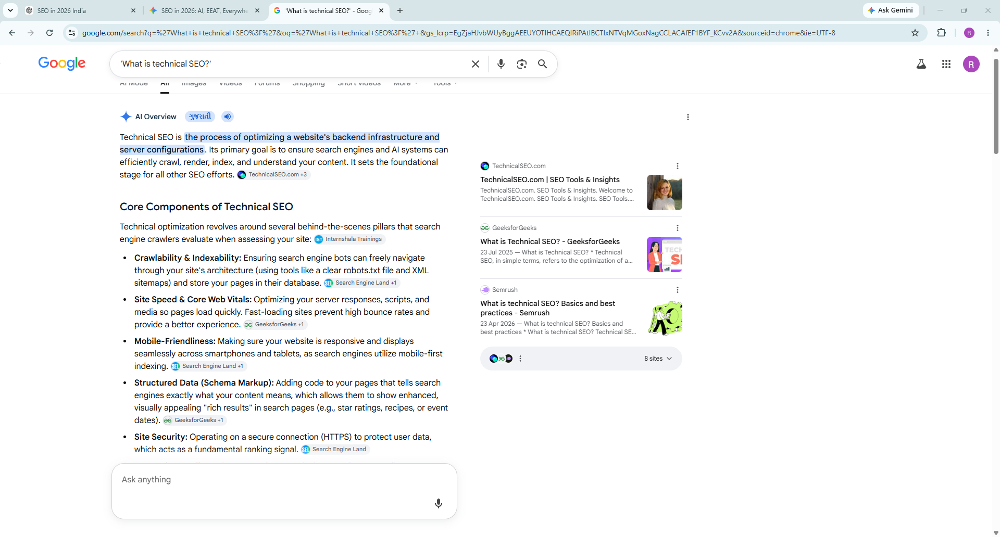 SEO in 2026 India
SEO in 2026: AI, EEAT, Everywhe
'What is technical SEO?' - Goog
Ask Gemini
google.com/search?q=%27What+is+technical+SEO%3F%27&oq=%27What+is+technical+SEO%3F%27+&gs_lcrp=EgZjaHJvbWUyBggAEEUYOTIHCAEQIRiPAtIBCTIxNTVqMGoxNagCCLACAfEF1BYF_KCvv2A&sourceid=chrome&ie=UTF-8
R
Google
'What is technical SEO?'
R
AI Mode All Images Videos Forums Shopping Short videos More Tools
AI Overview ગુજરાતી
Technical SEO is the process of optimizing a website's backend infrastructure and
server configurations. Its primary goal is to ensure search engines and AI systems can
efficiently crawl, render, index, and understand your content. It sets the foundational
stage for all other SEO efforts. TechnicalSEO.com +3
Core Components of Technical SEO
Technical optimization revolves around several behind-the-scenes pillars that search
engine crawlers evaluate when assessing your site: IST Internshala Trainings
• Crawlability & Indexability: Ensuring search engine bots can freely navigate
through your site's architecture (using tools like a clear robots.txt file and XML
sitemaps) and store your pages in their database. SEL Search Engine Land +1
• Site Speed & Core Web Vitals: Optimizing your server responses, scripts, and
media so pages load quickly. Fast-loading sites prevent high bounce rates and
provide a better experience. GeeksforGeeks +1
• Mobile-Friendliness: Making sure your website is responsive and displays
seamlessly across smartphones and tablets, as search engines utilize mobile-first
indexing. SEL Search Engine Land +1
• Structured Data (Schema Markup): Adding code to your pages that tells search
engines exactly what your content means, which allows them to show enhanced,
visually appealing "rich results" in search pages (e.g., star ratings, recipes, or event
dates). GeeksforGeeks +1
• Site Security: Operating on a secure connection (HTTPS) to protect user data,
which acts as a fundamental ranking signal. SEL Search Engine Land
Ask anything
TechnicalSEO.com
TechnicalSEO.com | SEO Tools & Insights
TechnicalSEO.com. SEO Tools & Insights. Welcome to
TechnicalSEO.com. SEO Tools & Insights. SEO Tools....
GeeksforGeeks
What is Technical SEO? - GeeksforGeeks
23 Jul 2025 — What is Technical SEO? * Technical
SEO, in simple terms, refers to the optimization of a...
TECH
S
Semrush
What is technical SEO? Basics and best
practices - Semrush
23 Apr 2026 — What is technical SEO? Basics and
best practices * What is technical SEO? Technical SE...
8 sites